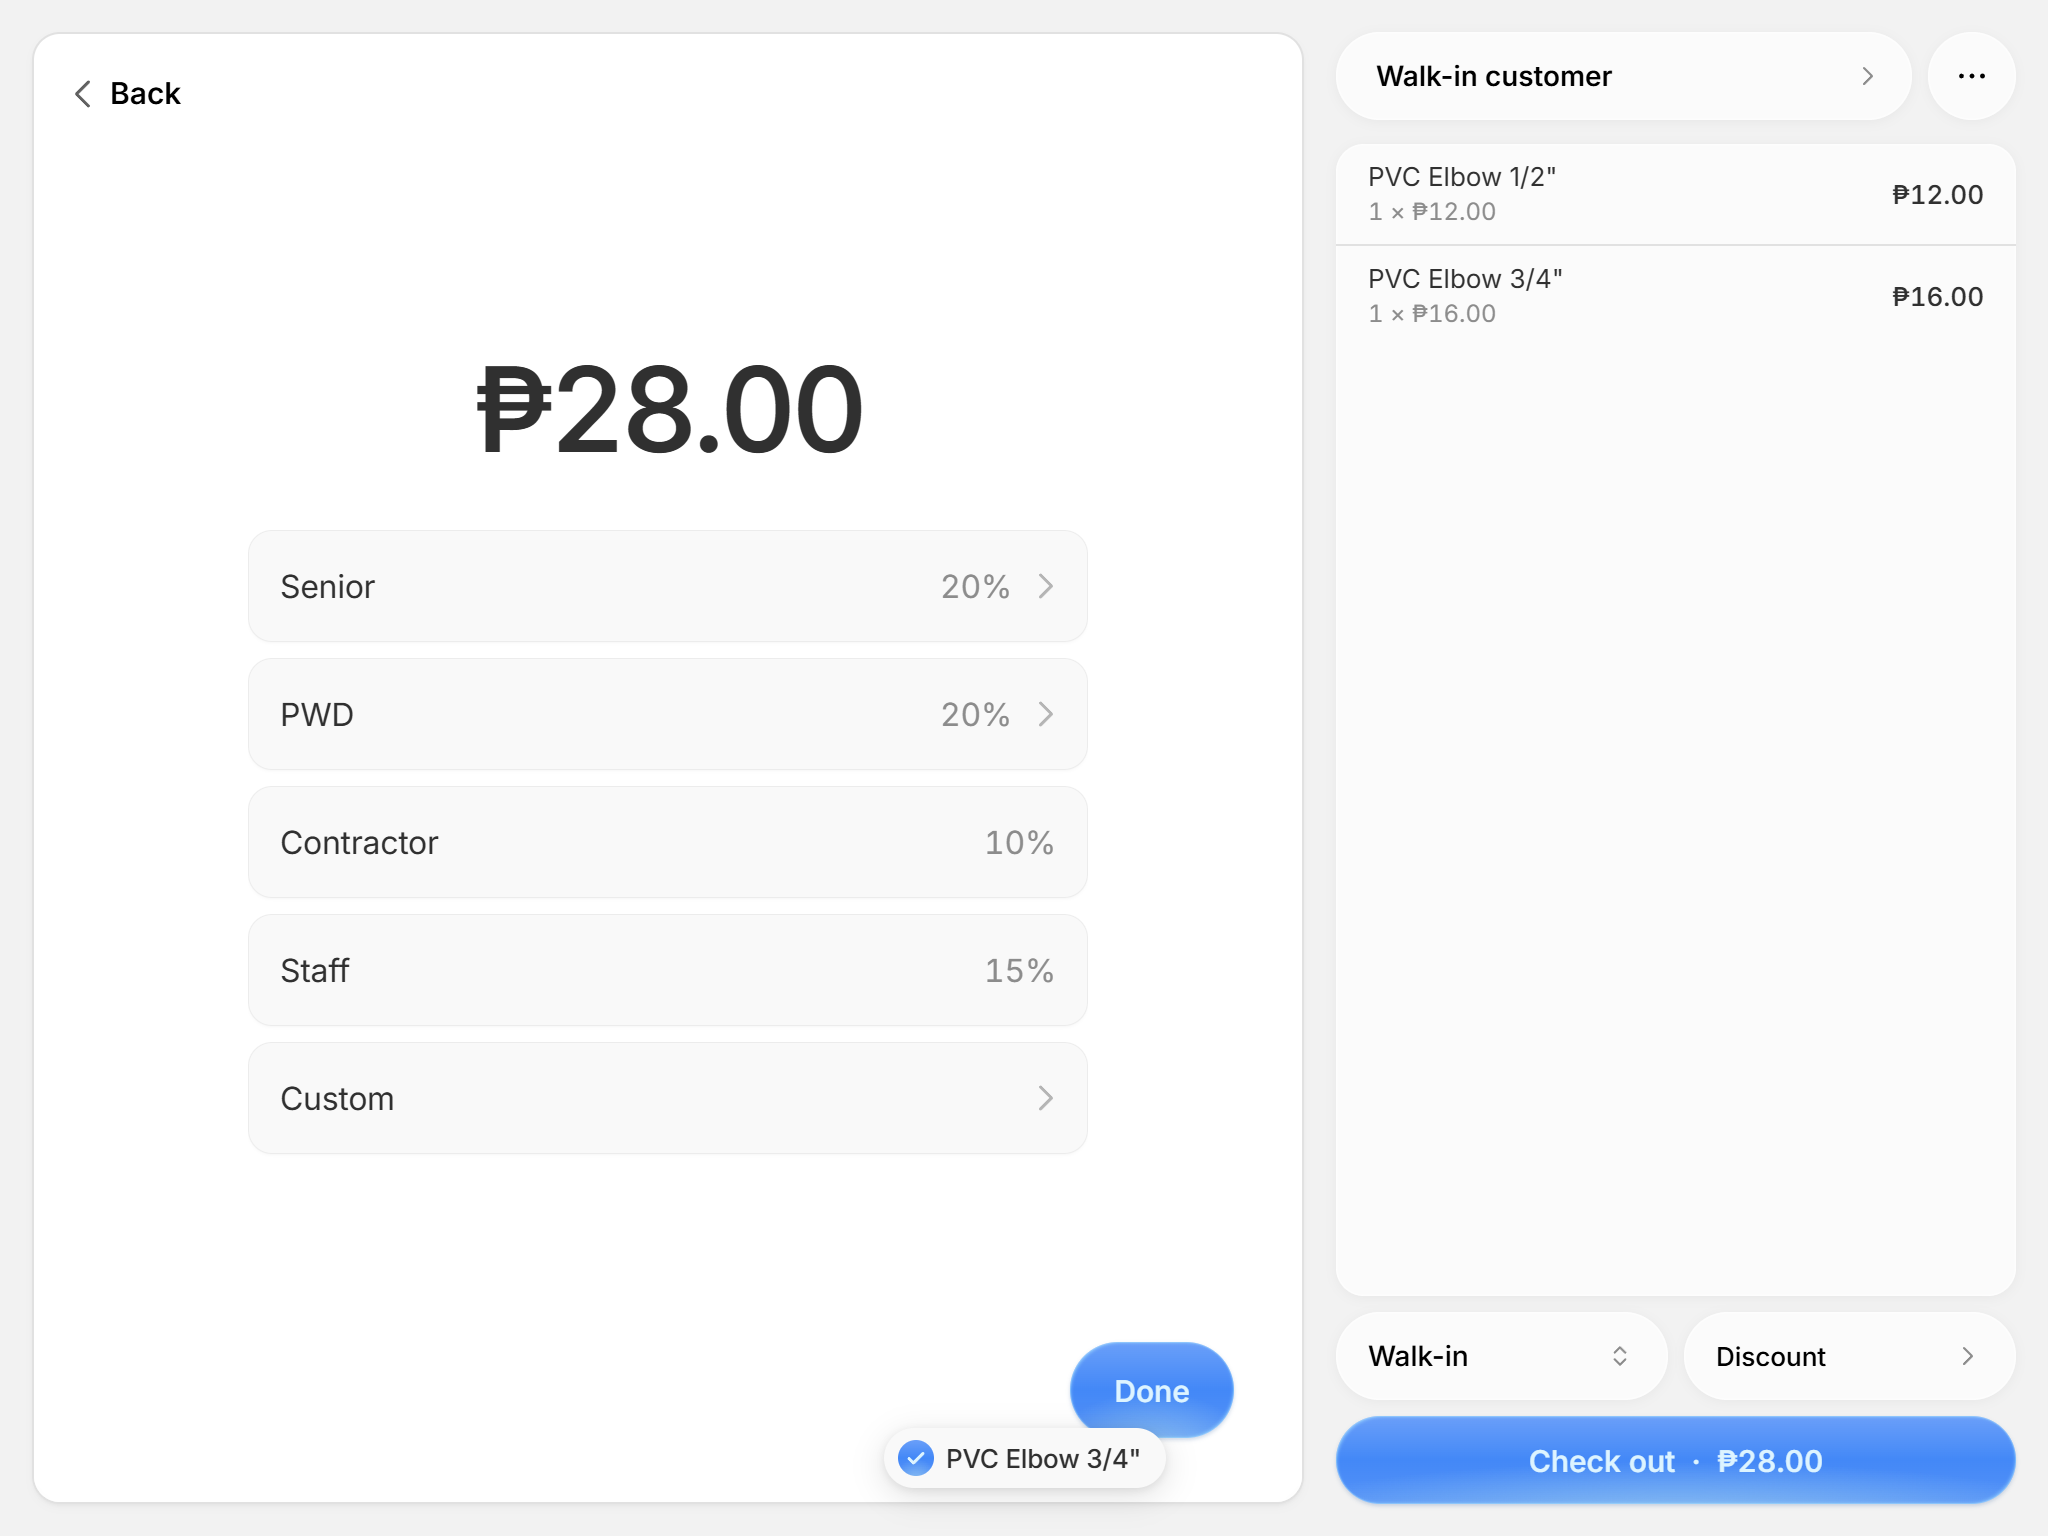 Back
₱28.00
Senior 20%
PWD 20%
Contractor 10%
Staff 15%
Custom
Done
PVC Elbow 3/4"
Walk-in customer
PVC Elbow 1/2" ₱12.00
1 × ₱12.00
PVC Elbow 3/4" ₱16.00
1 × ₱16.00
Walk-in
Discount
Check out · ₱28.00